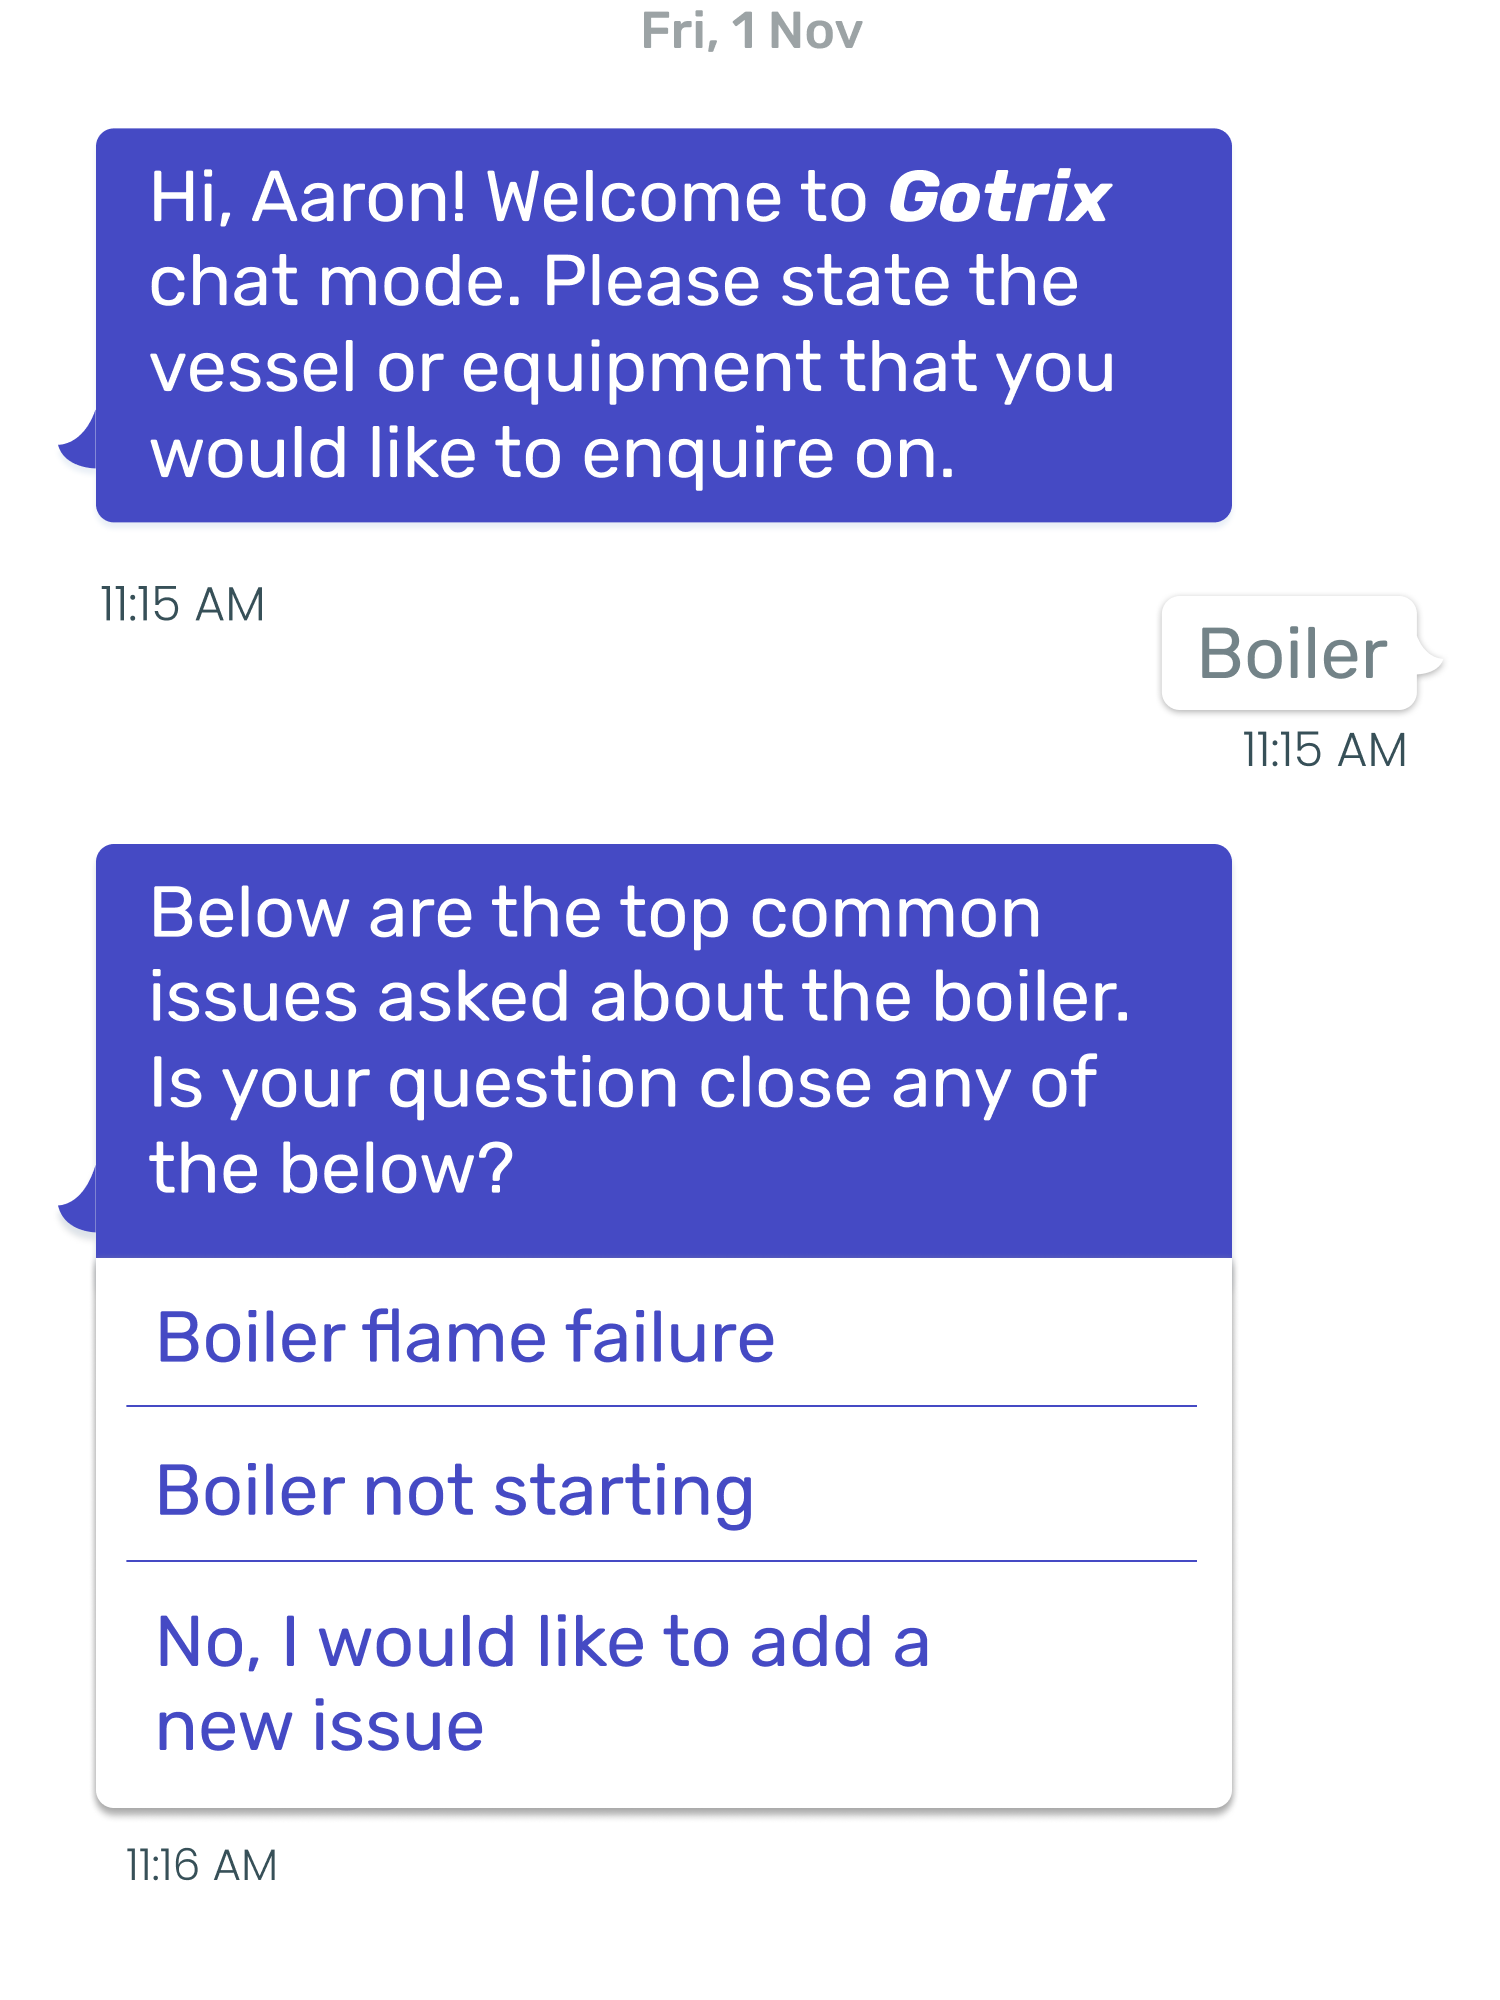 Fri, 1 Nov
Hi, Aaron! Welcome to Gotrix
chat mode. Please state the
vessel or equipment that you
would like to enquire on.
11:15 AM
Boiler
11:15 AM
Below are the top common
issues asked about the boiler.
Is your question close any of
the below?
Boiler flame failure
Boiler not starting
No, I would like to add a
new issue
11:16 AM